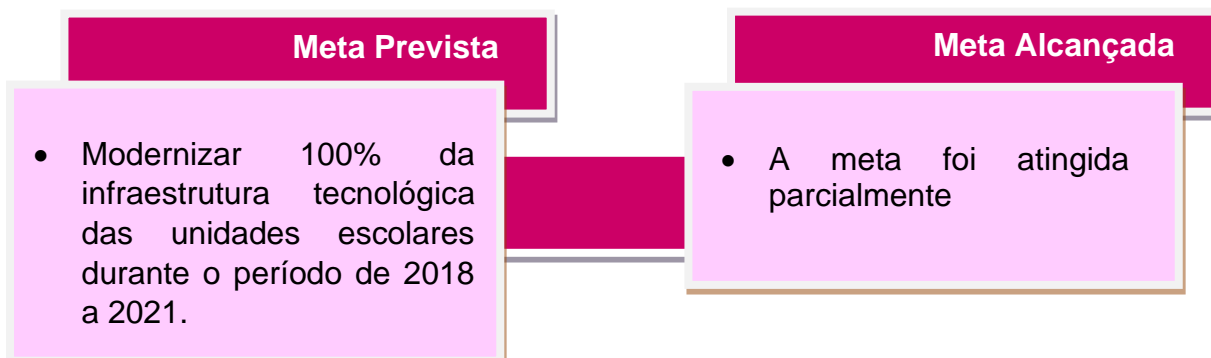 Meta Prevista
• Modernizar 100% da
infraestrutura tecnológica
das unidades escolares
durante o período de 2018
a 2021.
Meta Alcançada
• A meta foi atingida
parcialmente